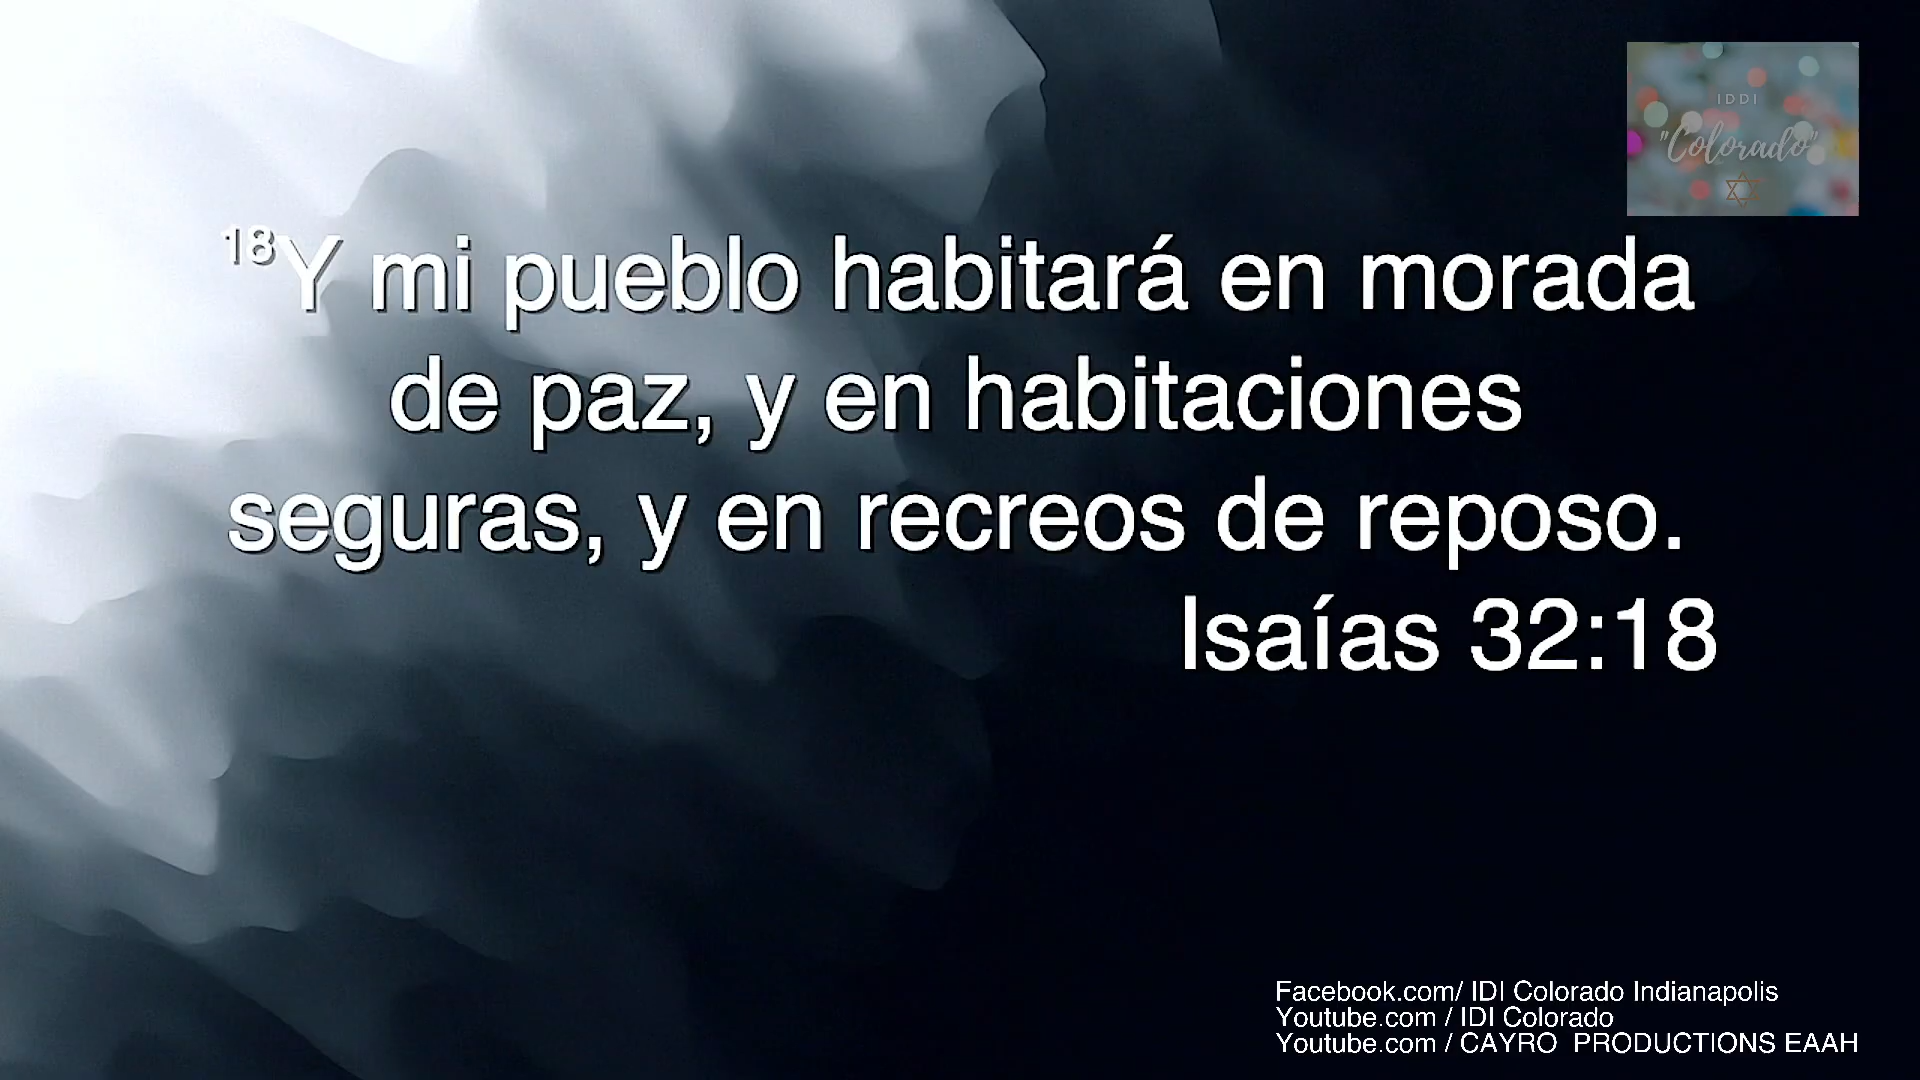 IDDI
"Colorado"
18Y mi pueblo habitará en morada
de paz, y en habitaciones
seguras, y en recreos de reposo.
Isaías 32:18
Facebook.com/ IDI Colorado Indianapolis
Youtube.com / IDI Colorado
Youtube.com / CAYRO  PRODUCTIONS EAAH